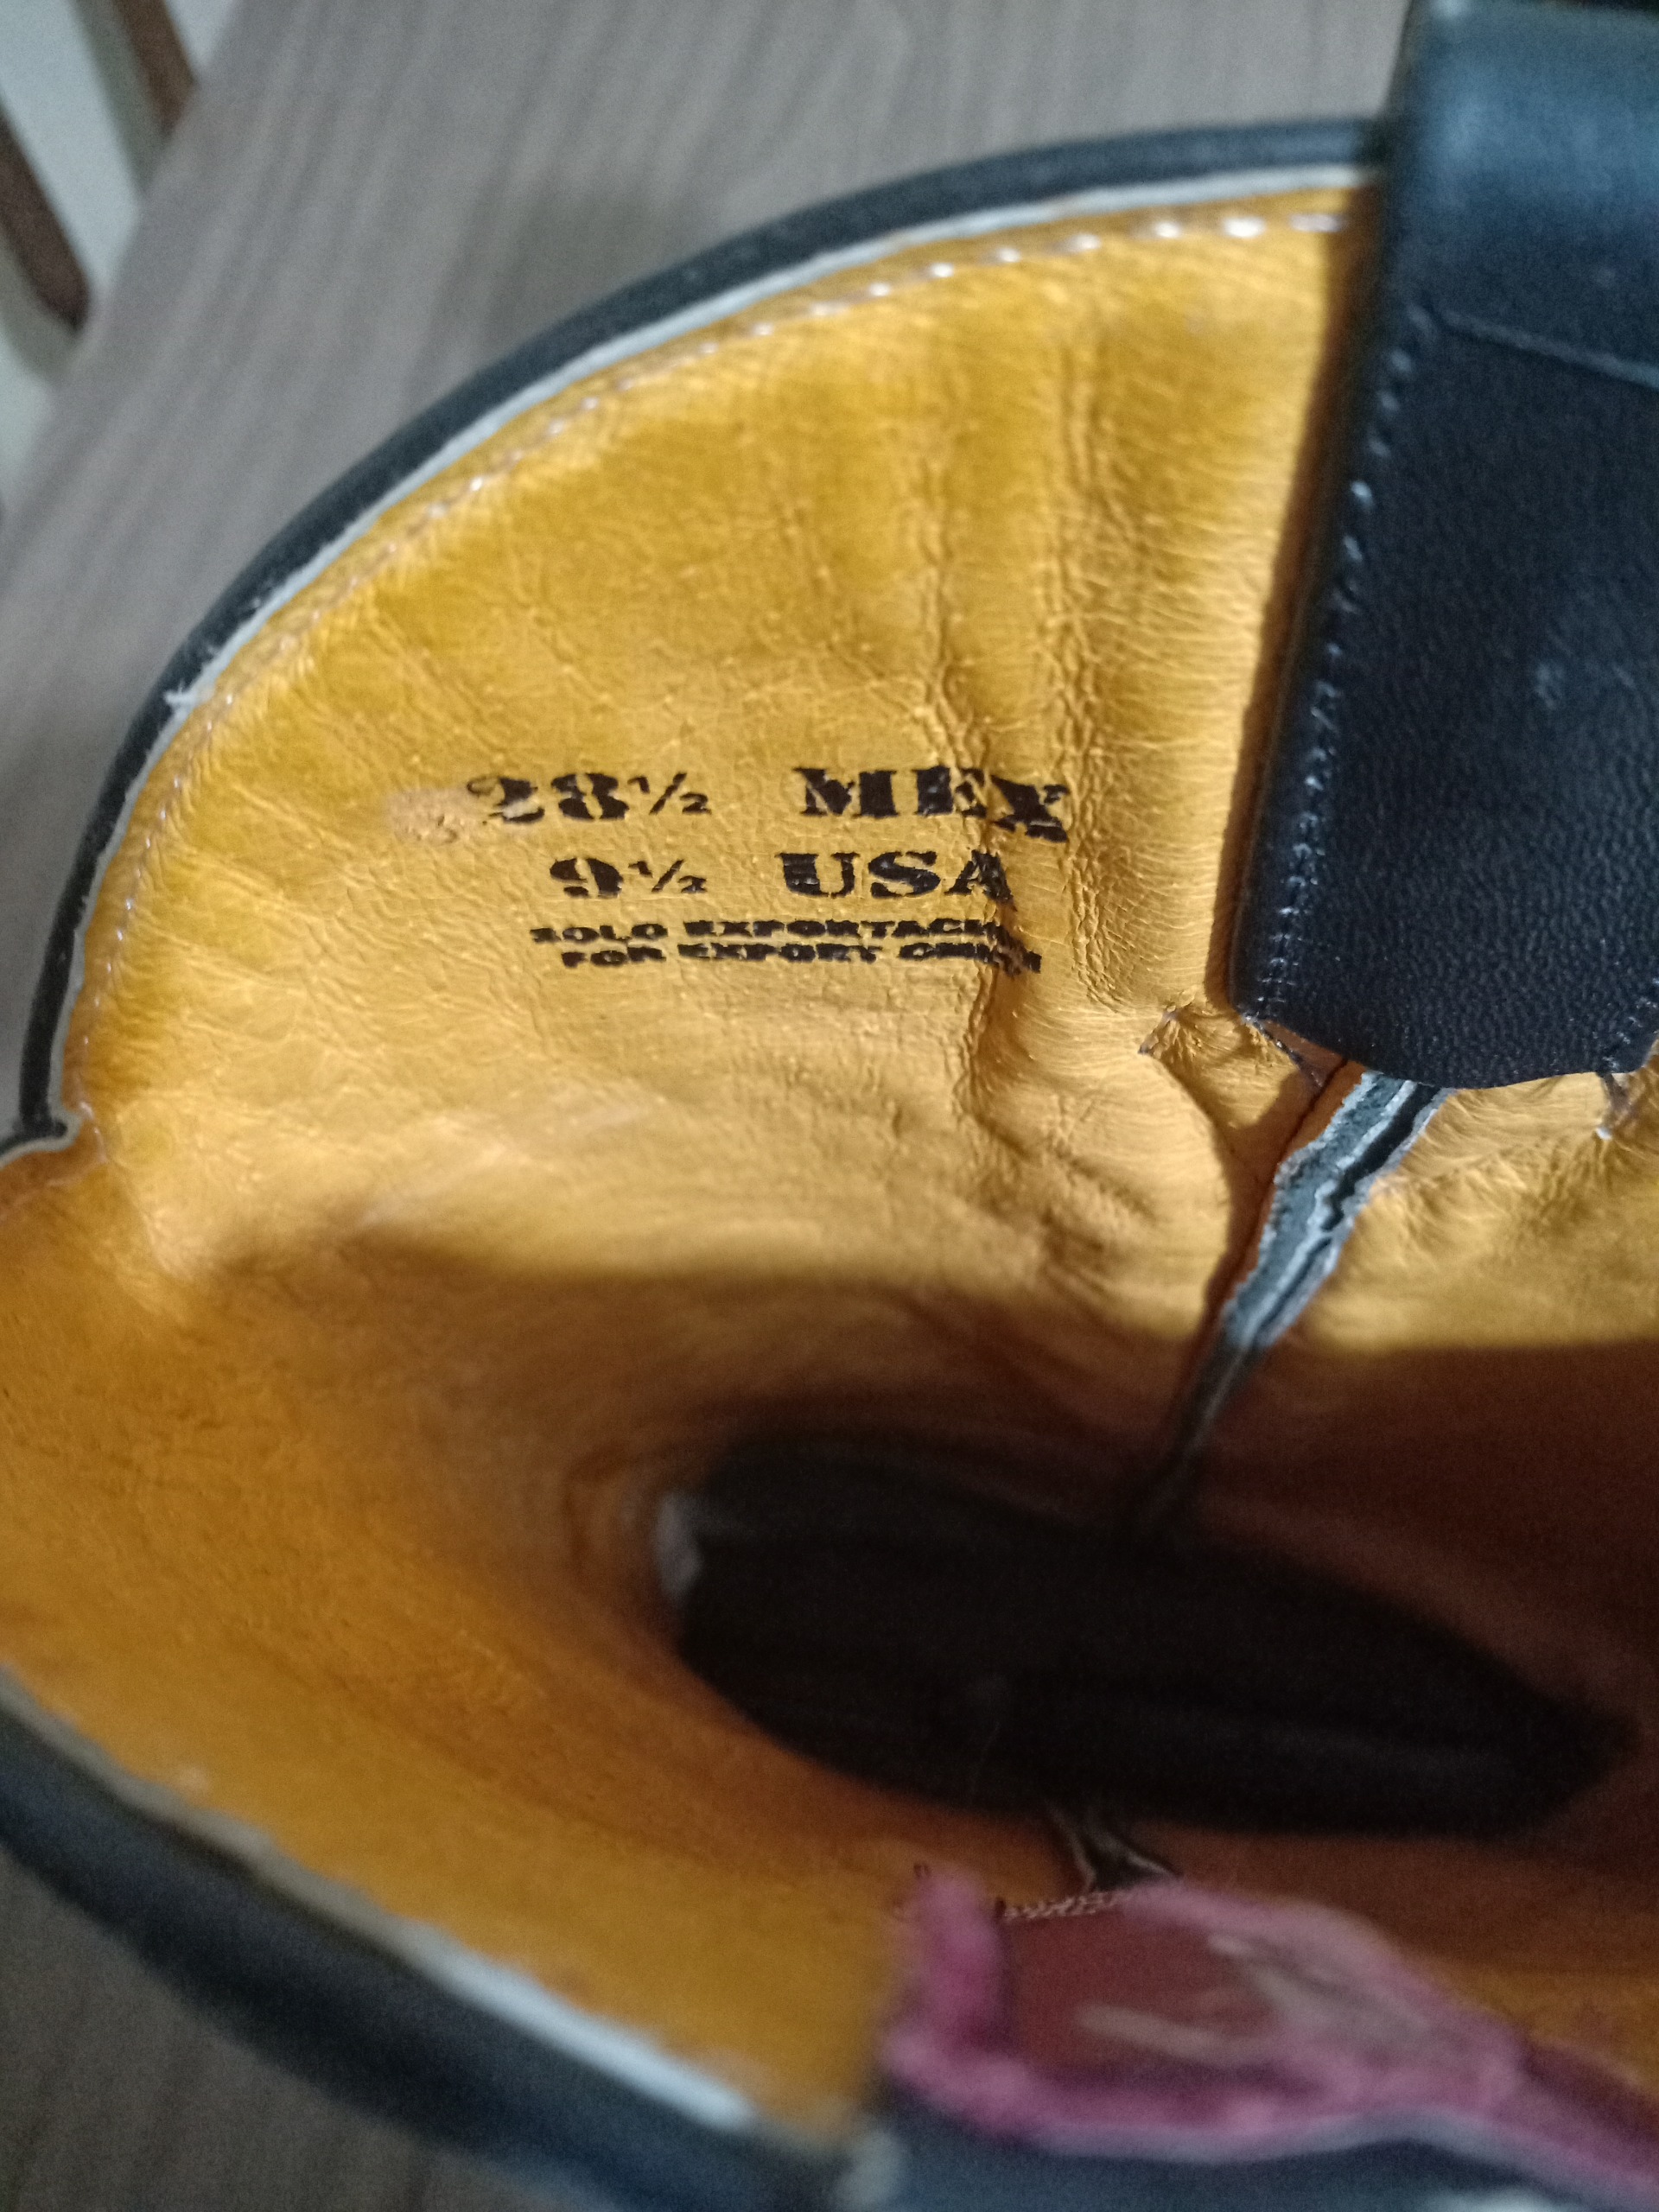 28½ MEX
9½ USA
SOLO EXPORTACION
FOR EXPORT ONLY